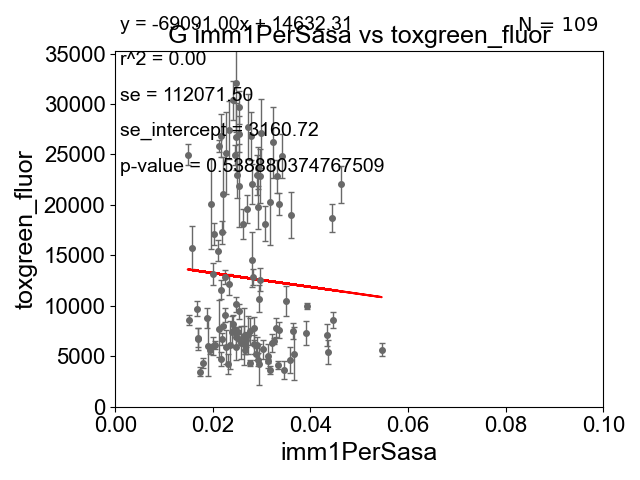 y = -69091.00x + 14632.31
N = 109
G imm1PerSasa vs toxgreen_fluor
r^2 = 0.00
se = 112071.50
se_intercept = 3160.72
p-value = 0.538880374767509
35000
30000
25000
20000
15000
10000
5000
0
toxgreen_fluor
0.00 0.02 0.04 0.06 0.08 0.10
imm1PerSasa